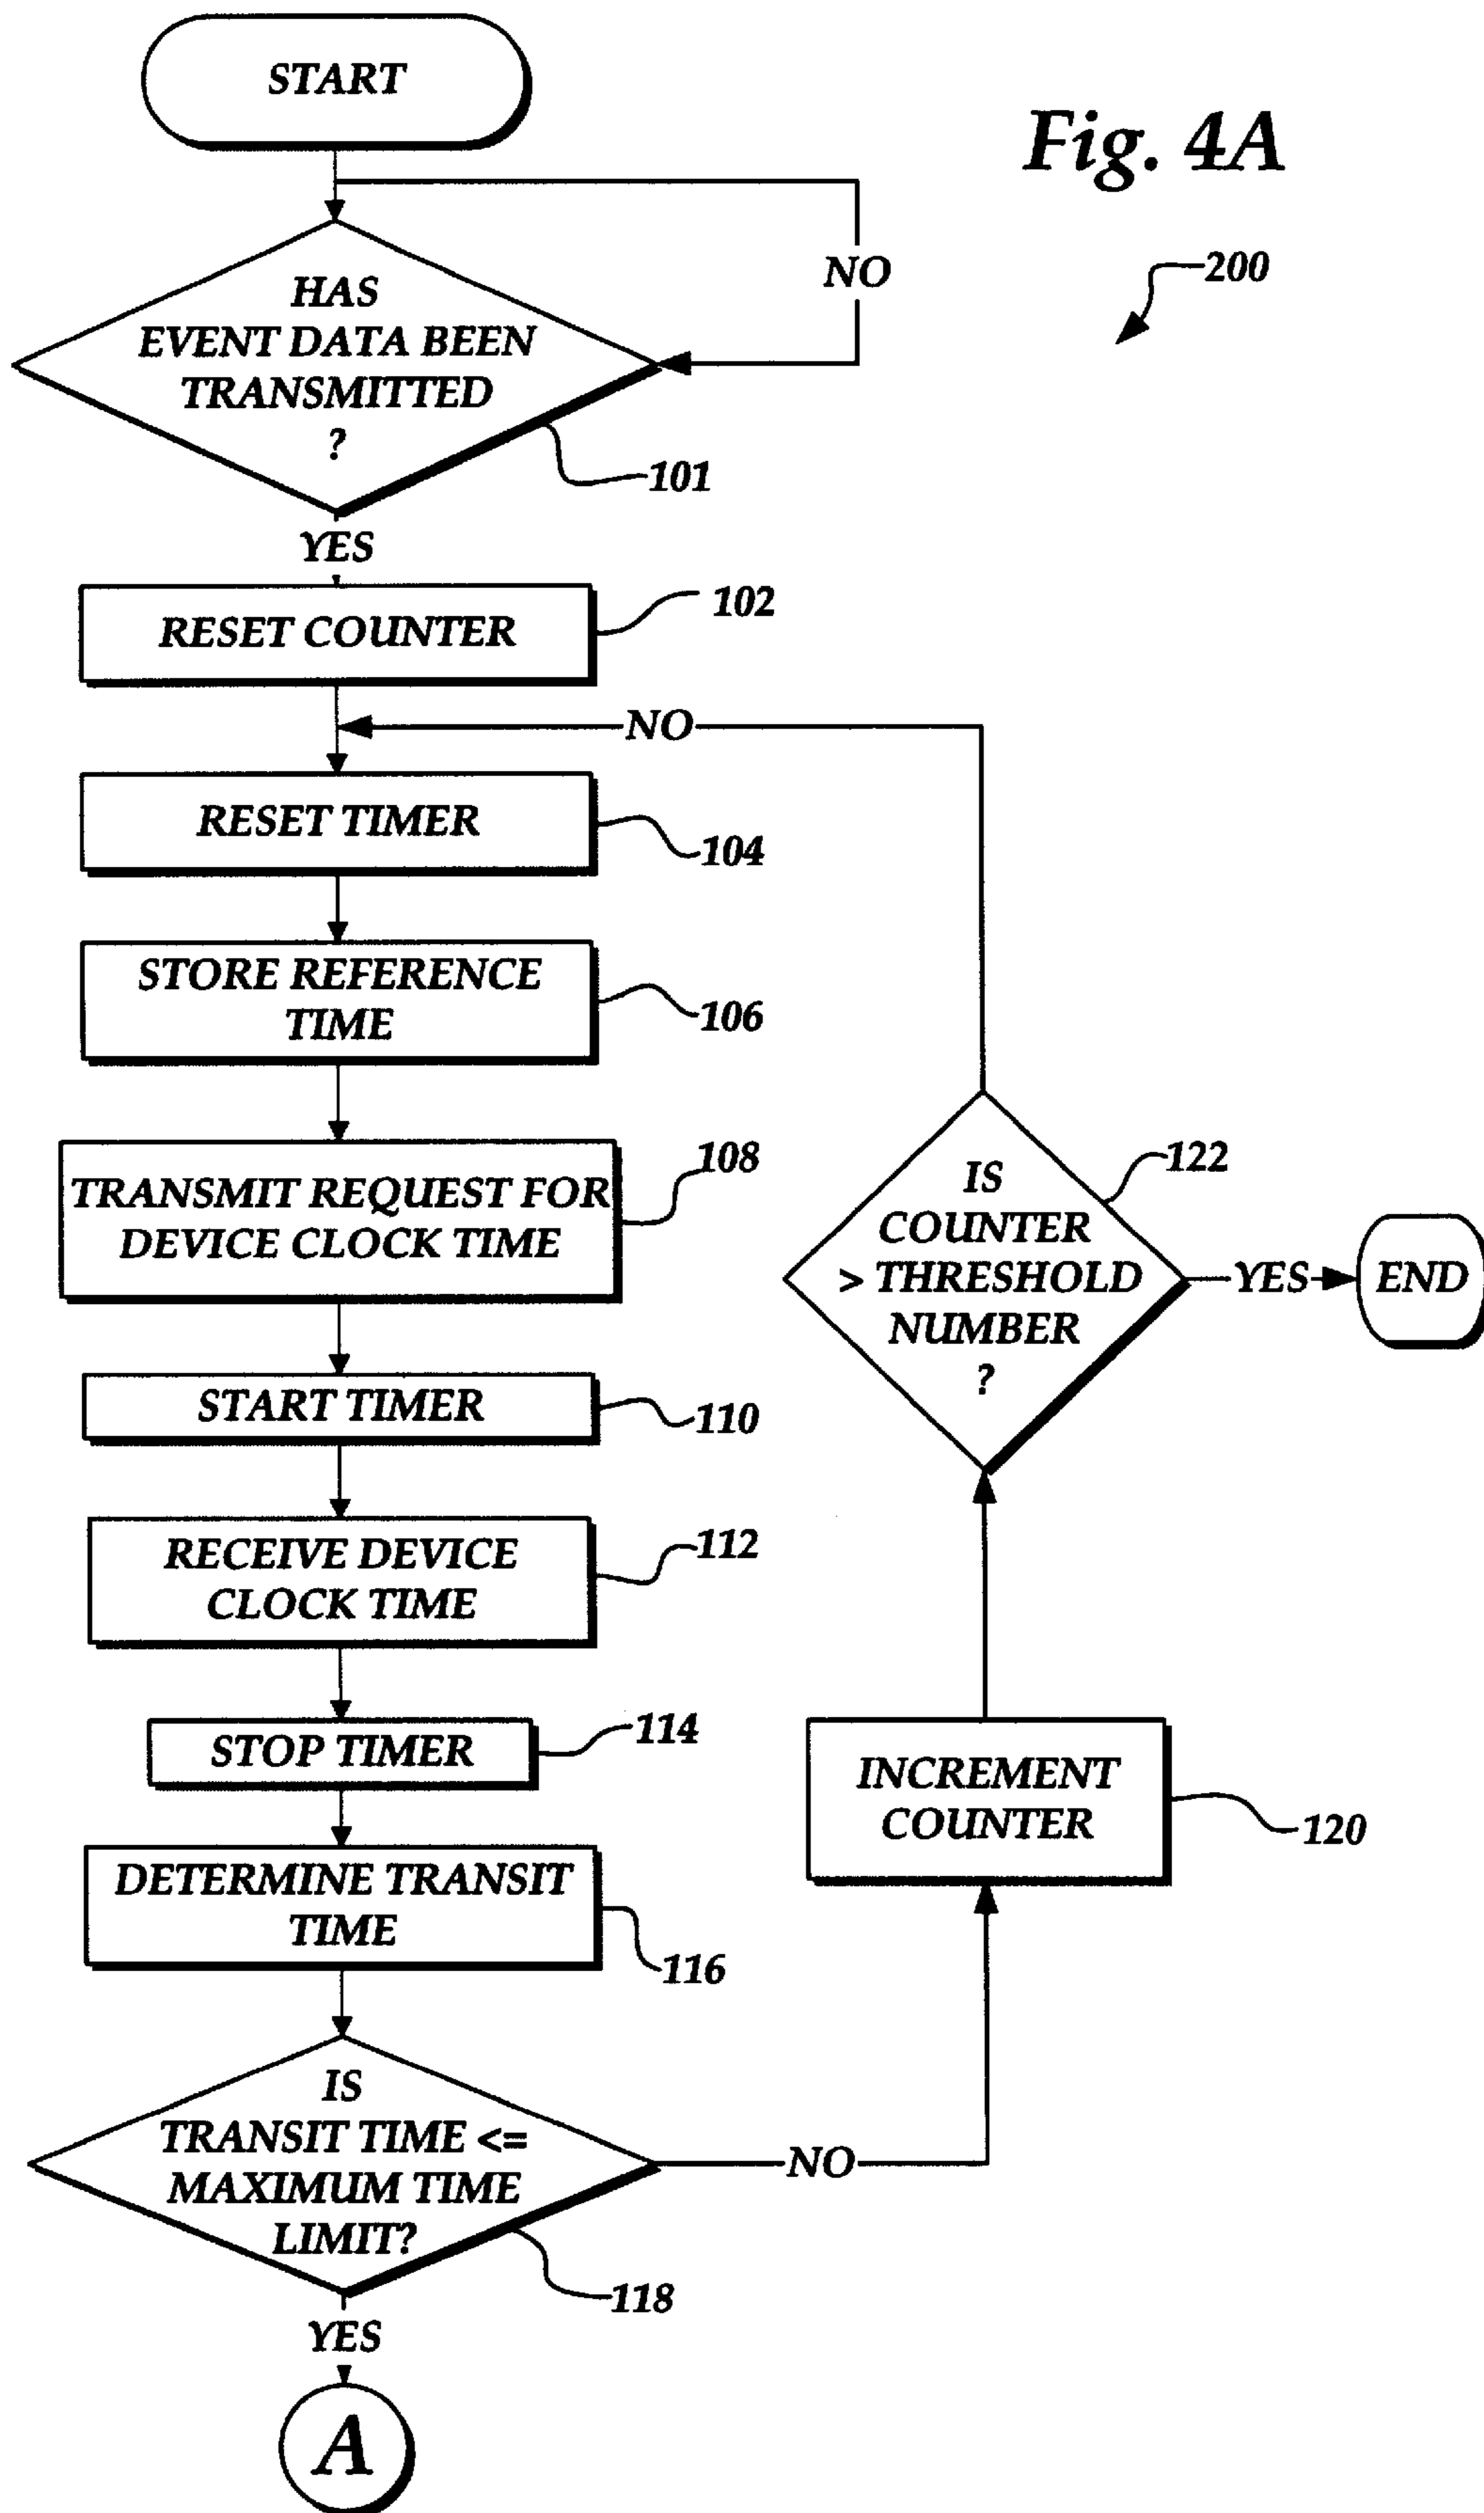 START
Fig. 4A
200
NO
HAS
EVENT DATA BEEN
TRANSMITTED
?
101
YES
RESET COUNTER
102
NO
RESET TIMER
104
STORE REFERENCE
TIME
106
TRANSMIT REQUEST FOR
DEVICE CLOCK TIME
108
START TIMER
110
RECEIVE DEVICE
CLOCK TIME
112
STOP TIMER
114
DETERMINE TRANSIT
TIME
116
IS
TRANSIT TIME <=
MAXIMUM TIME
LIMIT?
118
NO
YES
A
INCREMENT
COUNTER
120
IS
COUNTER
> THRESHOLD
NUMBER
?
122
YES
END